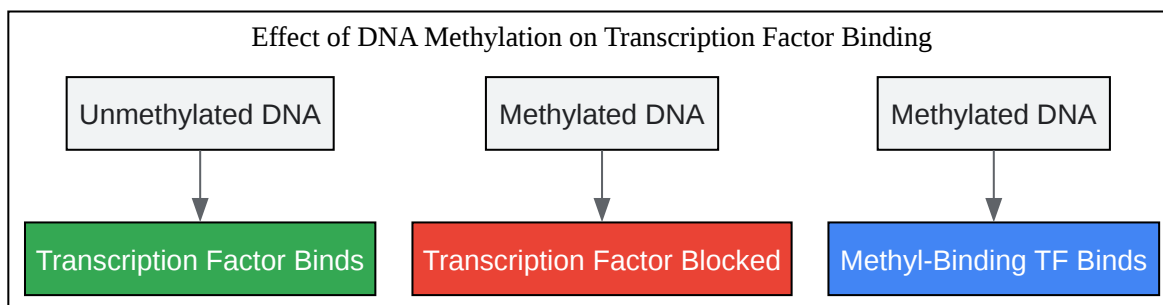 Effect of DNA Methylation on Transcription Factor Binding
Unmethylated DNA
Methylated DNA
Methylated DNA
Transcription Factor Binds
Transcription Factor Blocked
Methyl-Binding TF Binds